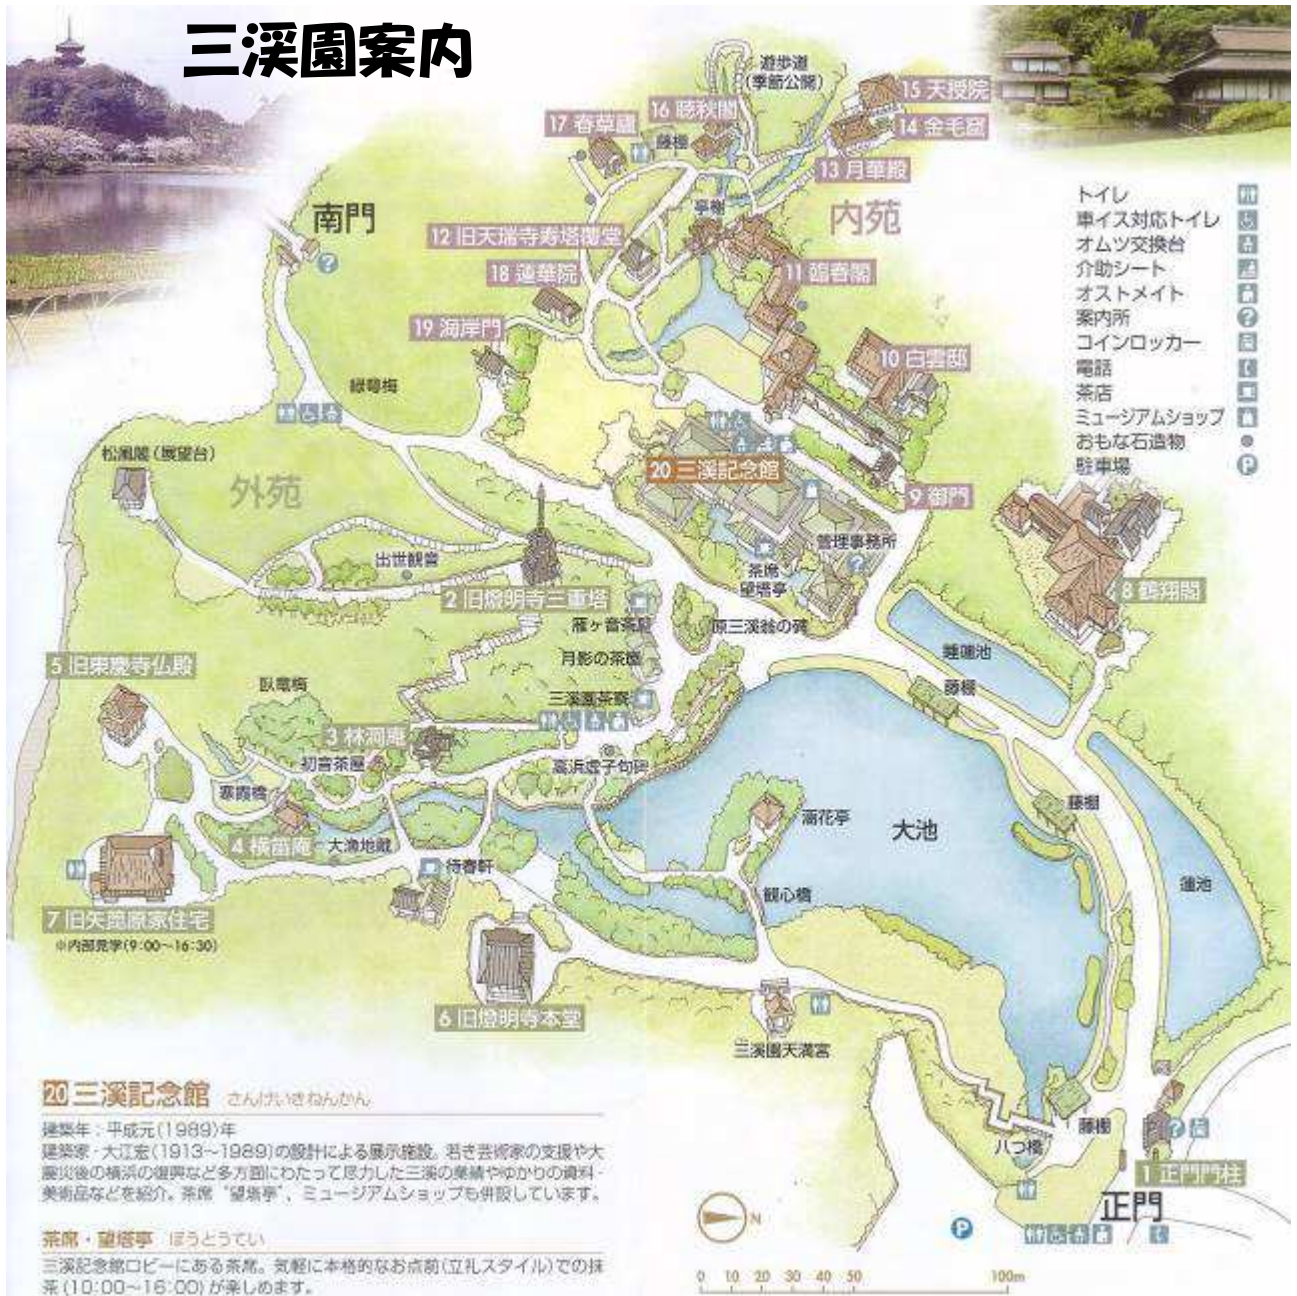 三渓園案内
遊歩道
(季節公開)
15 天授院
16 聴秋閣
14 金毛窟
17 春草廬
藤棚
13 月華殿
亭榭
内苑
南門
12 旧天瑞寺寿塔覆堂
18 蓮華院
11 臨春閣
19 海岸門
10 白雲邸
緑萼梅
トイレ
車イス対応トイレ
オムツ交換台
介助シート
オストメイト
案内所
コインロッカー
電話
茶店
ミュージアムショップ
おもな石造物
駐車場
松風閣(展望台)
外苑
20 三溪記念館
9 御門
管理事務所
茶席
望塔亭
出世観音
2 旧燈明寺三重塔
雁ヶ音茶屋
原三溪翁の碑
8 鶴翔閣
睡蓮池
月影の茶屋
藤棚
5 旧東慶寺仏殿
臥竜梅
三溪園茶寮
3 林洞庵
初音茶屋
高浜虚子句碑
寒霞橋
涵花亭
大池
藤棚
4 横笛庵
大漁地蔵
待春軒
観心橋
蓮池
7 旧矢箆原家住宅
※内部見学(9:00〜16:30)
6 旧燈明寺本堂
三溪園天満宮
八つ橋
藤棚
1 正門門柱
正門
20 三溪記念館 さんけいきねんかん
建築年:平成元(1989)年
建築家・大江宏(1913〜1989)の設計による展示施設。若き芸術家の支援や大
震災後の横浜の復興など多方面にわたって尽力した三溪の業績やゆかりの資料・
美術品などを紹介。茶席“望塔亭”、ミュージアムショップも併設しています。
茶席・望塔亭 ぼうとうてい
三溪記念館ロビーにある茶席。気軽に本格的なお点前(立礼スタイル)での抹
茶(10:00〜16:00)が楽しめます。
N
0 10 20 30 40 50 100m